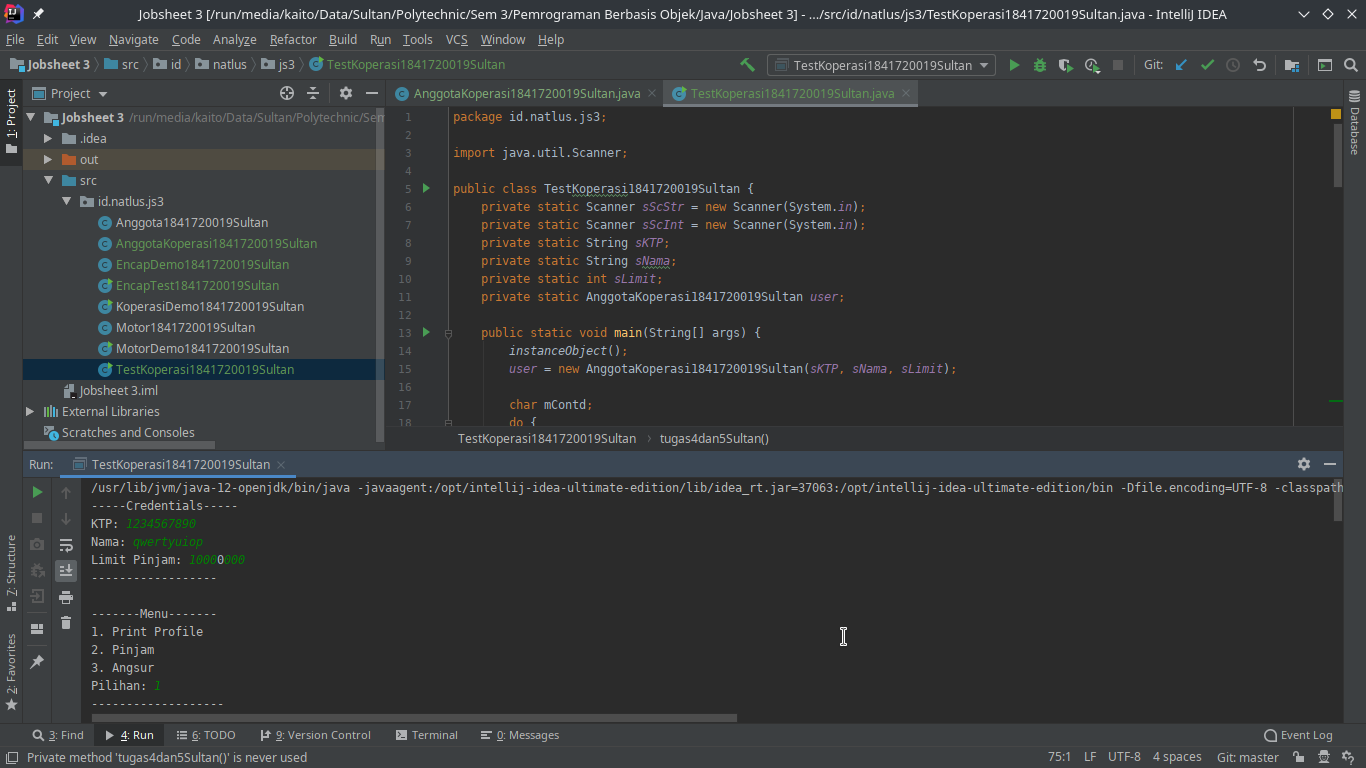 Jobsheet 3 [/run/media/kaito/Data/Sultan/Polytechnic/Sem 3/Pemrograman Berbasis Objek/Java/Jobsheet 3] - .../src/id/natlus/js3/TestKoperasi1841720019Sultan.java - IntelliJ IDEA
File Edit View Navigate Code Analyze Refactor Build Run Tools VCS Window Help
Jobsheet 3 src id natlus js3 TestKoperasi1841720019Sultan TestKoperasi1841720019Sultan Git:
Project AnggotaKoperasi1841720019Sultan.java TestKoperasi1841720019Sultan.java
1: Project
Database
Jobsheet 3 /run/media/kaito/Data/Sultan/Polytechnic/Sem
.idea
out
src
id.natlus.js3
Anggota1841720019Sultan
AnggotaKoperasi1841720019Sultan
EncapDemo1841720019Sultan
EncapTest1841720019Sultan
KoperasiDemo1841720019Sultan
Motor1841720019Sultan
MotorDemo1841720019Sultan
TestKoperasi1841720019Sultan
Jobsheet 3.iml
External Libraries
Scratches and Consoles
1 package id.natlus.js3;
2
3 import java.util.Scanner;
4
5 public class TestKoperasi1841720019Sultan {
6 private static Scanner sScStr = new Scanner(System.in);
7 private static Scanner sScInt = new Scanner(System.in);
8 private static String sKTP;
9 private static String sNama;
10 private static int sLimit;
11 private static AnggotaKoperasi1841720019Sultan user;
12
13 public static void main(String[] args) {
14 instanceObject();
15 user = new AnggotaKoperasi1841720019Sultan(sKTP, sNama, sLimit);
16
17 char mContd;
18 do {
TestKoperasi1841720019Sultan › tugas4dan5Sultan()
Run: TestKoperasi1841720019Sultan
/usr/lib/jvm/java-12-openjdk/bin/java -javaagent:/opt/intellij-idea-ultimate-edition/lib/idea_rt.jar=37063:/opt/intellij-idea-ultimate-edition/bin -Dfile.encoding=UTF-8 -classpath
-----Credentials-----
KTP: 1234567890
Nama: qwertyuiop
Limit Pinjam: 10000000
------------------
-------Menu-------
1. Print Profile
2. Pinjam
3. Angsur
Pilihan: 1
-------------------
7: Structure
2: Favorites
3: Find 4: Run 6: TODO 9: Version Control Terminal 0: Messages Event Log
Private method 'tugas4dan5Sultan()' is never used 75:1 LF UTF-8 4 spaces Git: master